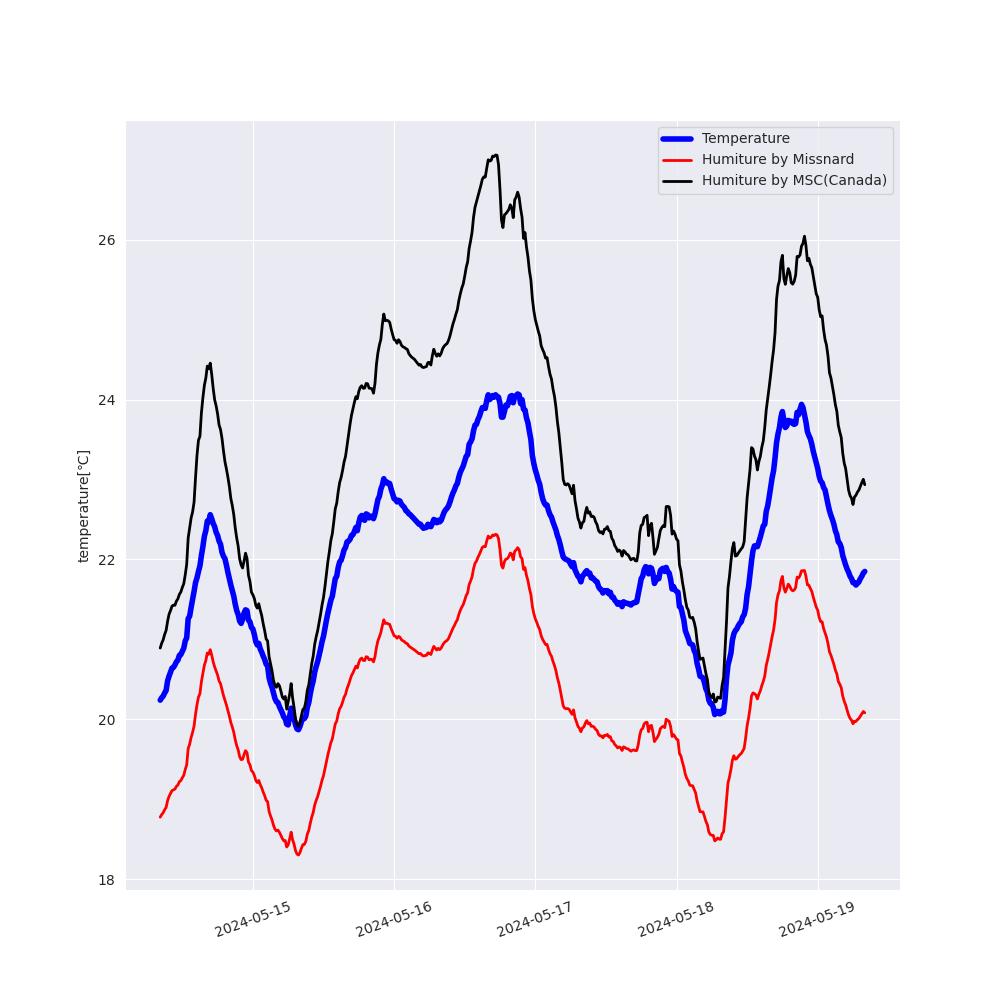 Temperature
Humiture by Missnard
Humiture by MSC(Canada)
temperature[℃]
26
24
22
20
18
2024-05-15
2024-05-16
2024-05-17
2024-05-18
2024-05-19